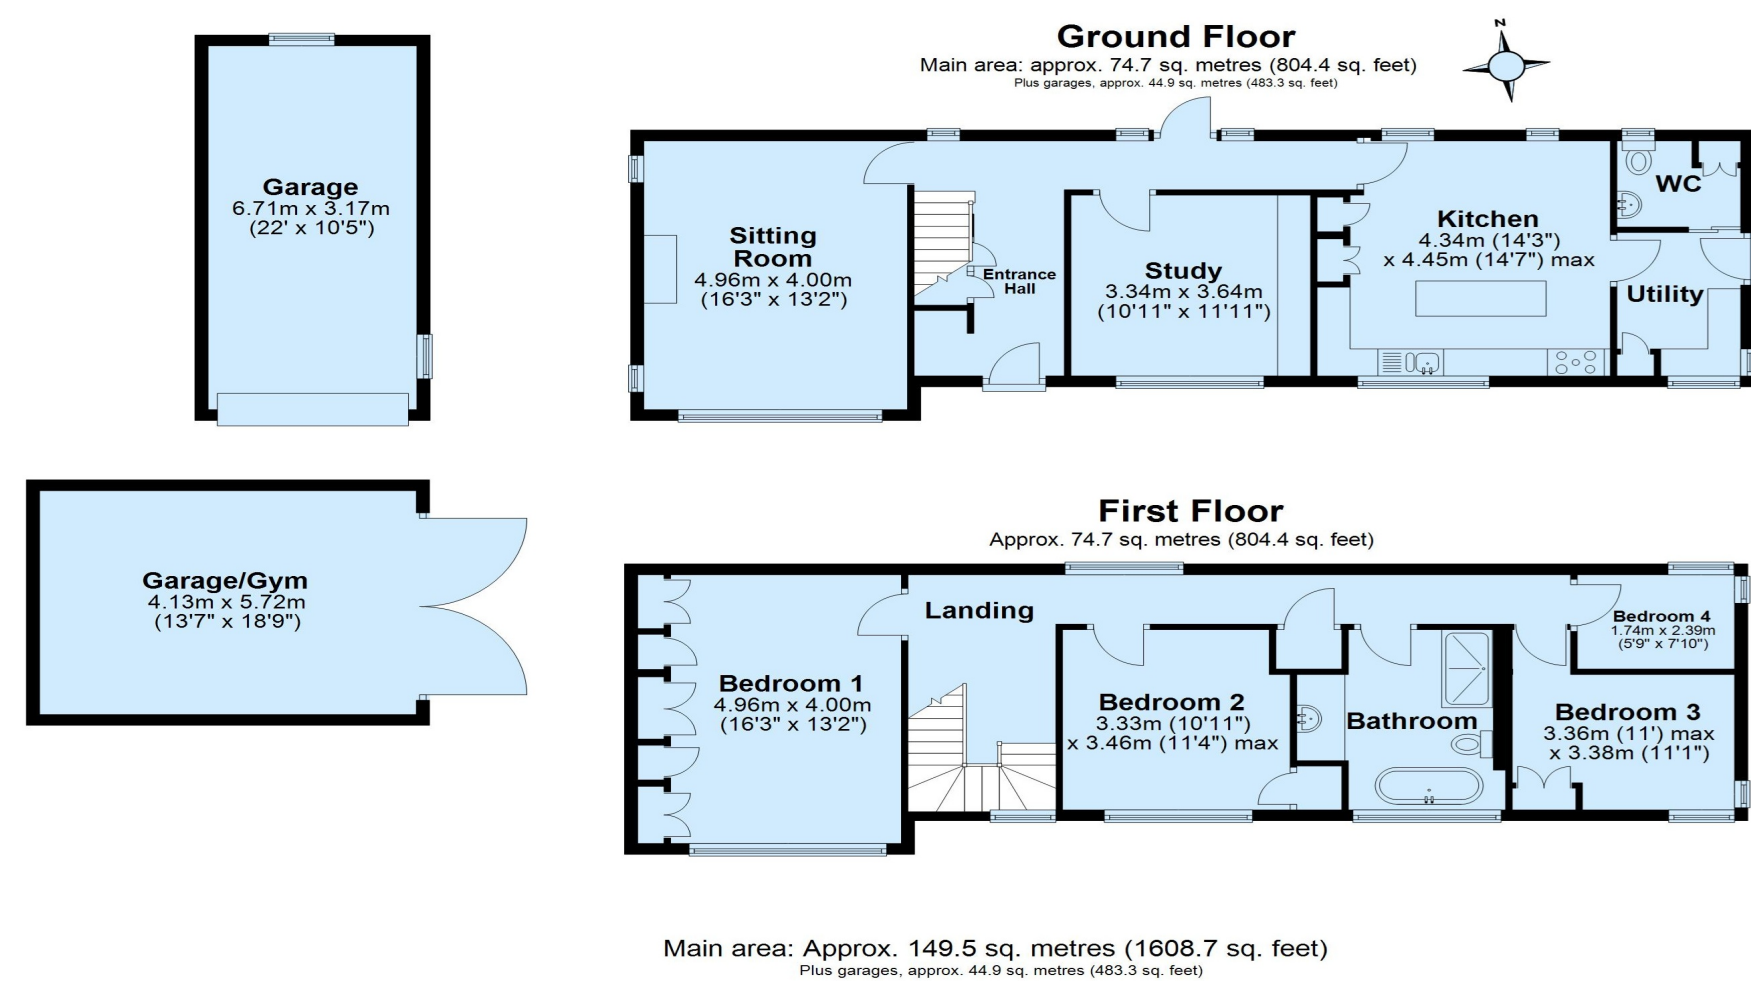 Ground Floor
Main area: approx. 74.7 sq. metres (804.4 sq. feet)
Plus garages, approx. 44.9 sq. metres (483.3 sq. feet)
N
Garage
6.71m x 3.17m
(22' x 10'5")
Sitting
Room
4.96m x 4.00m
(16'3" x 13'2")
Entrance
Hall
Study
3.34m x 3.64m
(10'11" x 11'11")
Kitchen
4.34m (14'3")
x 4.45m (14'7") max
WC
Utility
Garage/Gym
4.13m x 5.72m
(13'7" x 18'9")
First Floor
Approx. 74.7 sq. metres (804.4 sq. feet)
Bedroom 1
4.96m x 4.00m
(16'3" x 13'2")
Landing
Bedroom 2
3.33m (10'11")
x 3.46m (11'4") max
Bathroom
Bedroom 4
1.74m x 2.39m
(5'9" x 7'10")
Bedroom 3
3.36m (11') max
x 3.38m (11'1")
Main area: Approx. 149.5 sq. metres (1608.7 sq. feet)
Plus garages, approx. 44.9 sq. metres (483.3 sq. feet)